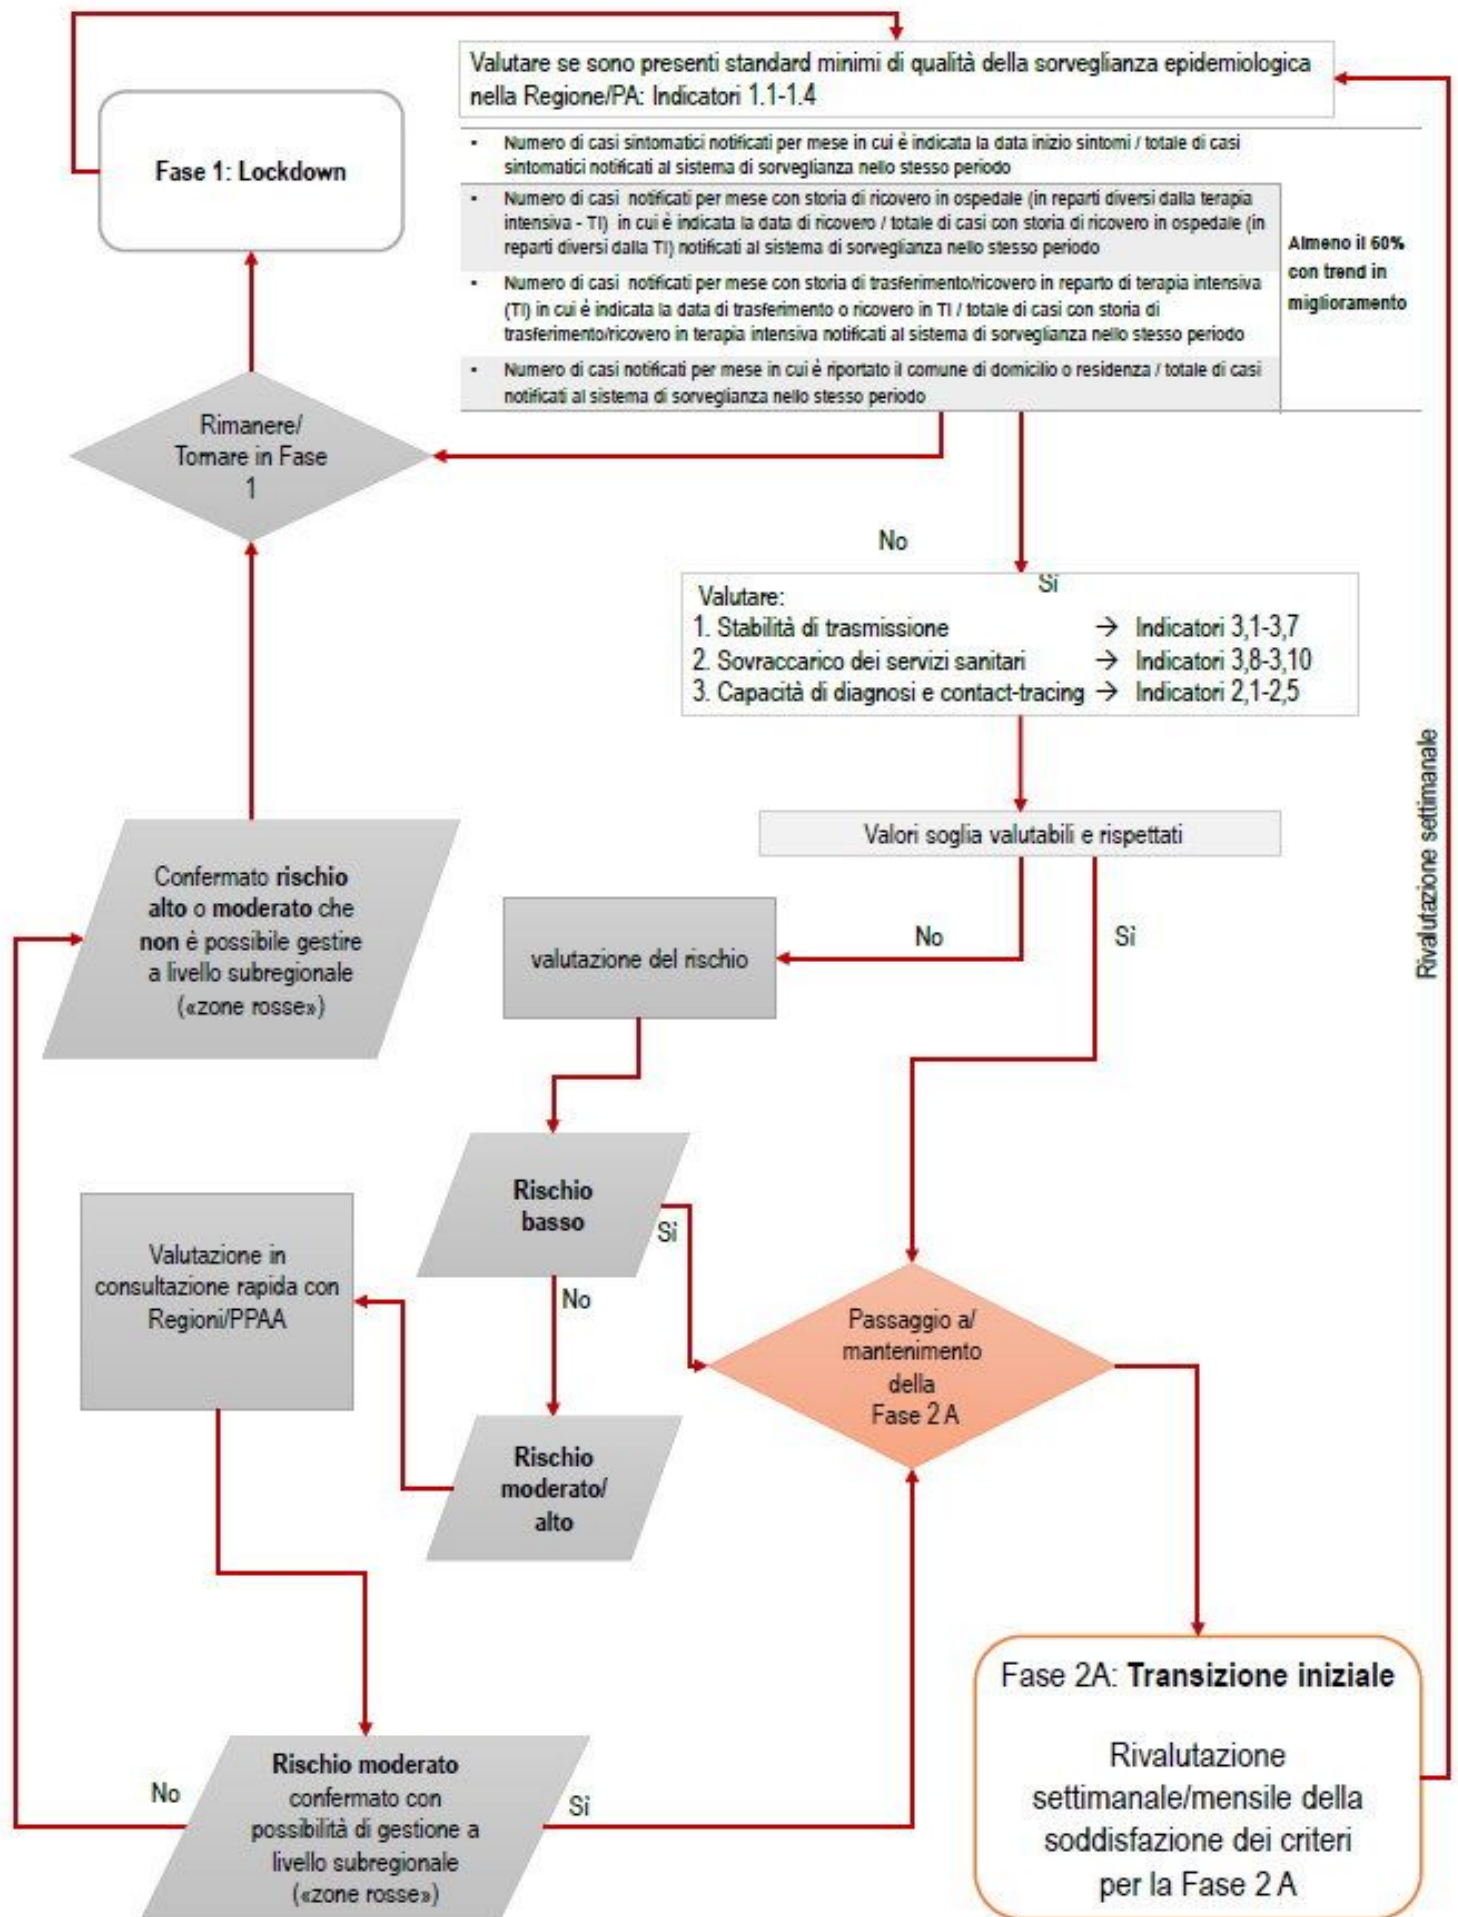 Valutare se sono presenti standard minimi di qualità della sorveglianza epidemiologica
nella Regione/PA: Indicatori 1.1-1.4
Fase 1: Lockdown
▪ Numero di casi sintomatici notificati per mese in cui è indicata la data inizio sintomi / totale di casi
sintomatici notificati al sistema di sorveglianza nello stesso periodo
▪ Numero di casi notificati per mese con storia di ricovero in ospedale (in reparti diversi dalla terapia
intensiva - TI) in cui è indicata la data di ricovero / totale di casi con storia di ricovero in ospedale (in
reparti diversi dalla TI) notificati al sistema di sorveglianza nello stesso periodo
▪ Numero di casi notificati per mese con storia di trasferimento/ricovero in reparto di terapia intensiva
(TI) in cui è indicata la data di trasferimento o ricovero in TI / totale di casi con storia di
trasferimento/ricovero in terapia intensiva notificati al sistema di sorveglianza nello stesso periodo
▪ Numero di casi notificati per mese in cui è riportato il comune di domicilio o residenza / totale di casi
notificati al sistema di sorveglianza nello stesso periodo
Almeno il 60%
con trend in
miglioramento
Rimanere/
Tornare in Fase
1
No
Si
Valutare:
1. Stabilità di trasmissione → Indicatori 3,1-3,7
2. Sovraccarico dei servizi sanitari → Indicatori 3,8-3,10
3. Capacità di diagnosi e contact-tracing → Indicatori 2,1-2,5
Rivalutazione settimanale
Valori soglia valutabili e rispettati
Confermato rischio
alto o moderato che
non è possibile gestire
a livello subregionale
(«zone rosse»)
valutazione del rischio
No
Sì
Rischio
basso
Sì
No
Valutazione in
consultazione rapida con
Regioni/PPAA
Passaggio a/
mantenimento
della
Fase 2 A
Rischio
moderato/
alto
Fase 2A: Transizione iniziale
Rivalutazione
settimanale/mensile della
soddisfazione dei criteri
per la Fase 2 A
No
Rischio moderato
confermato con
possibilità di gestione a
livello subregionale
(«zone rosse»)
Si